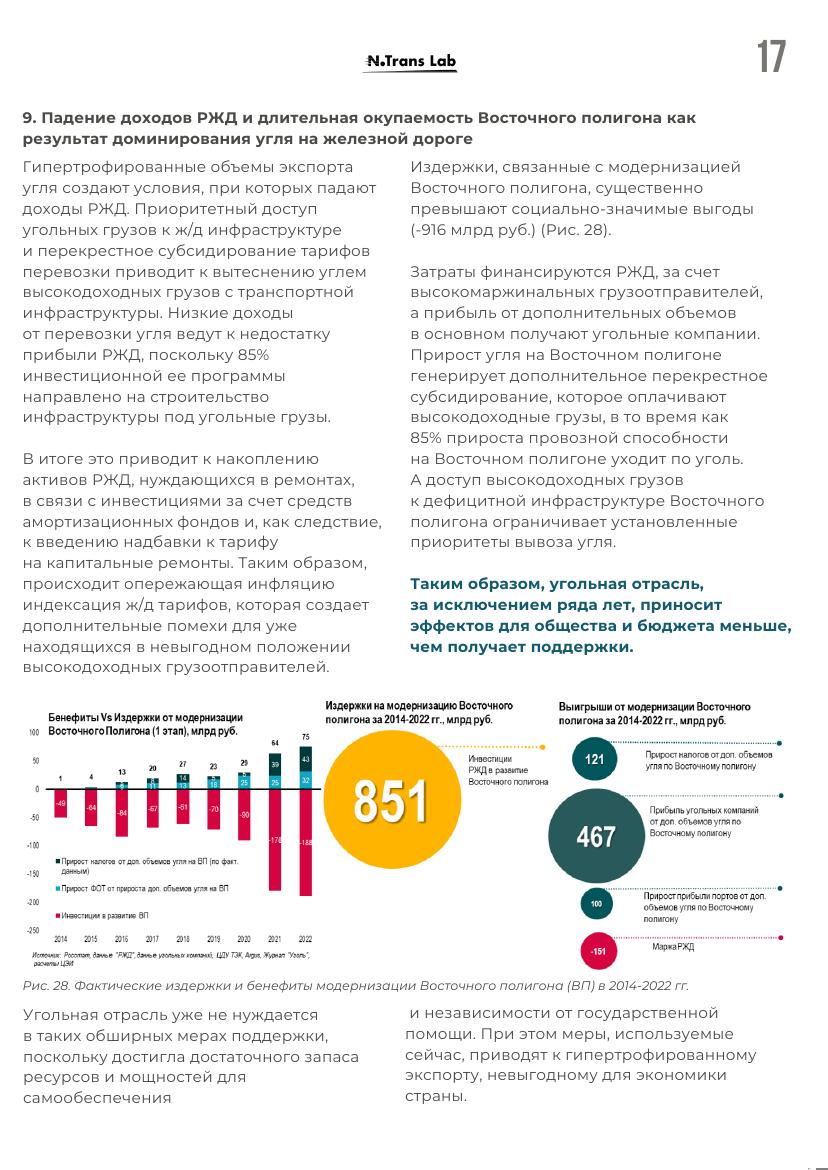 N.Trans Lab
17
9. Падение доходов РЖД и длительная окупаемость Восточного полигона как
результат доминирования угля на железной дороге
Гипертрофированные объемы экспорта
угля создают условия, при которых падают
доходы РЖД. Приоритетный доступ
угольных грузов к ж/д инфраструктуре
и перекрестное субсидирование тарифов
перевозки приводит к вытеснению углем
высокодоходных грузов с транспортной
инфраструктуры. Низкие доходы
от перевозки угля ведут к недостатку
прибыли РЖД, поскольку 85%
инвестиционной ее программы
направлено на строительство
инфраструктуры под угольные грузы.
В итоге это приводит к накоплению
активов РЖД, нуждающихся в ремонтах,
в связи с инвестициями за счет средств
амортизационных фондов и, как следствие,
к введению надбавки к тарифу
на капитальные ремонты. Таким образом,
происходит опережающая инфляцию
индексация ж/д тарифов, которая создает
дополнительные помехи для уже
находящихся в невыгодном положении
высокодоходных грузоотправителей.
Издержки, связанные с модернизацией
Восточного полигона, существенно
превышают социально-значимые выгоды
(-916 млрд руб.) (Рис. 28).
Затраты финансируются РЖД, за счет
высокомаржинальных грузоотправителей,
а прибыль от дополнительных объемов
в основном получают угольные компании.
Прирост угля на Восточном полигоне
генерирует дополнительное перекрестное
субсидирование, которое оплачивают
высокодоходные грузы, в то время как
85% прироста провозной способности
на Восточном полигоне уходит по уголь.
А доступ высокодоходных грузов
к дефицитной инфраструктуре Восточного
полигона ограничивает установленные
приоритеты вывоза угля.
Таким образом, угольная отрасль,
за исключением ряда лет, приносит
эффектов для общества и бюджета меньше,
чем получает поддержки.
Бенефиты Vs Издержки от модернизации
Восточного Полигона (1 этап), млрд руб.
100
50
0
-50
-100
-150
-200
-250
1 4 13 20 27 23 29 64 75
14 39 43
11 13 18 25 25 32
-49 -64 -84 -67 -61 -70 -90 -178 -188
Прирост налогов от доп. объемов угля на ВП (по факт.
данным)
Прирост ФОТ от прироста доп. объемов угля на ВП
Инвестиции в развитие ВП
2014 2015 2016 2017 2018 2019 2020 2021 2022
Источник: Росстат, данные "РЖД", данные угольных компаний, ЦДУ ТЭК, Argus, Журнал "Уголь",
расчеты ЦЭИ
Издержки на модернизацию Восточного
полигона за 2014-2022 гг., млрд руб.
851
Инвестиции
РЖД в развитие
Восточного полигона
Выигрыши от модернизации Восточного
полигона за 2014-2022 гг., млрд руб.
121
Прирост налогов от доп. объемов
угля по Восточному полигону
467
Прибыль угольных компаний
от доп. объемов угля по
Восточному полигону
100
Прирост прибыли портов от доп.
объемов угля по Восточному
полигону
-151
Маржа РЖД
Рис. 28. Фактические издержки и бенефиты модернизации Восточного полигона (ВП) в 2014-2022 гг.
Угольная отрасль уже не нуждается
в таких обширных мерах поддержки,
поскольку достигла достаточного запаса
ресурсов и мощностей для
самообеспечения
и независимости от государственной
помощи. При этом меры, используемые
сейчас, приводят к гипертрофированному
экспорту, невыгодному для экономики
страны.